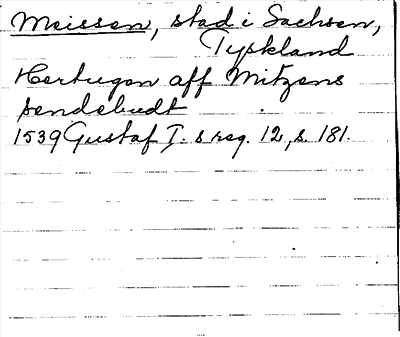 Meissen, stad i Sachsen,
Tyskland
Hertugen aff Mitzens
sendebudt
1539 Gustaf I:s reg. 12, s. 181.